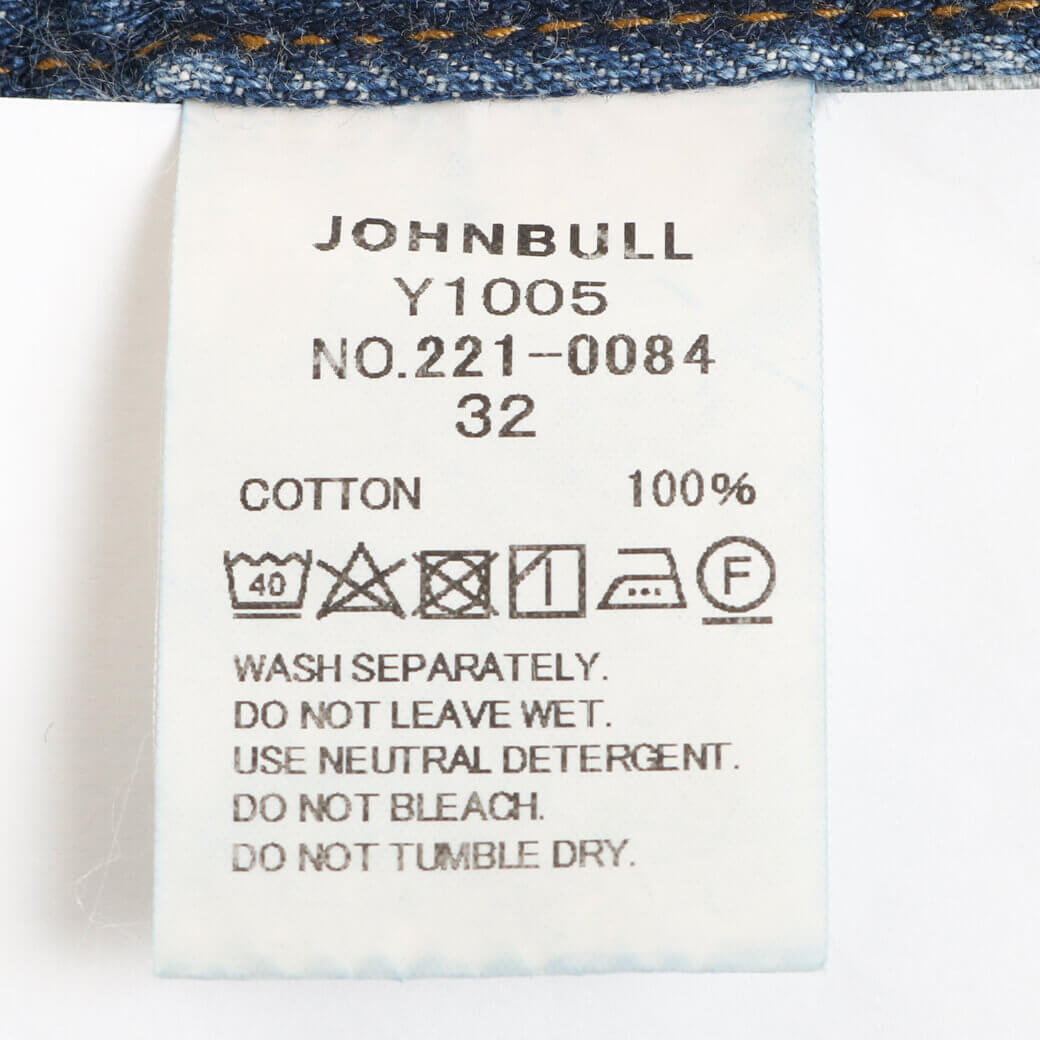 JOHNBULL
Y1005
NO.221-0084
32
COTTON 100%
40 F
WASH SEPARATELY.
DO NOT LEAVE WET.
USE NEUTRAL DETERGENT.
DO NOT BLEACH.
DO NOT TUMBLE DRY.